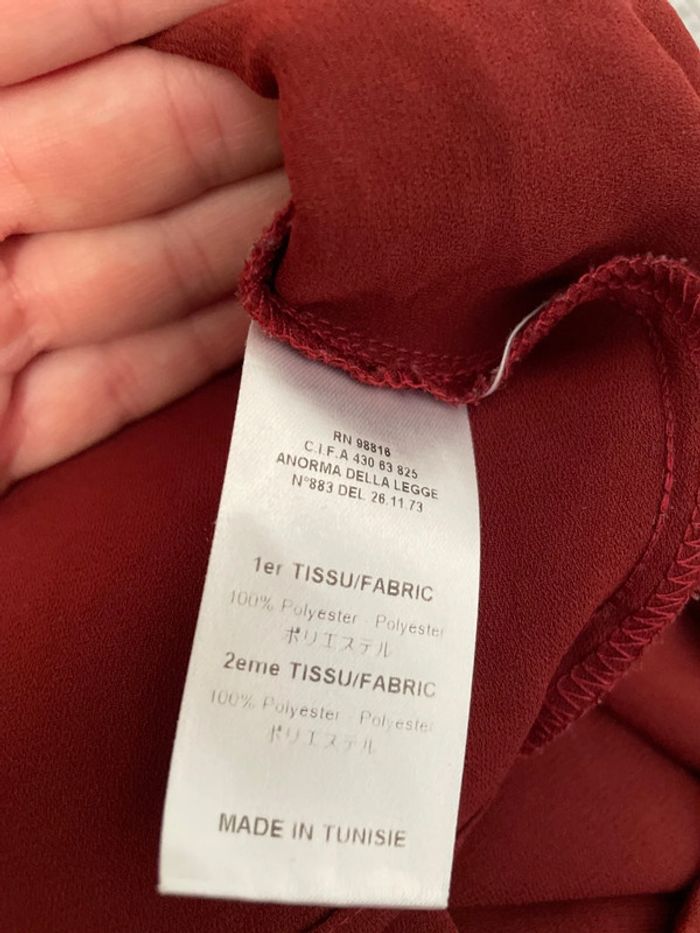 RN 98816
C.I.F.A 430 63 825
ANORMA DELLA LEGGE
N°883 DEL 26.11.73
1er TISSU/FABRIC
100% Polyester - Polyester
ポリエステル
2eme TISSU/FABRIC
100% Polyester - Polyester
ポリエステル
MADE IN TUNISIE